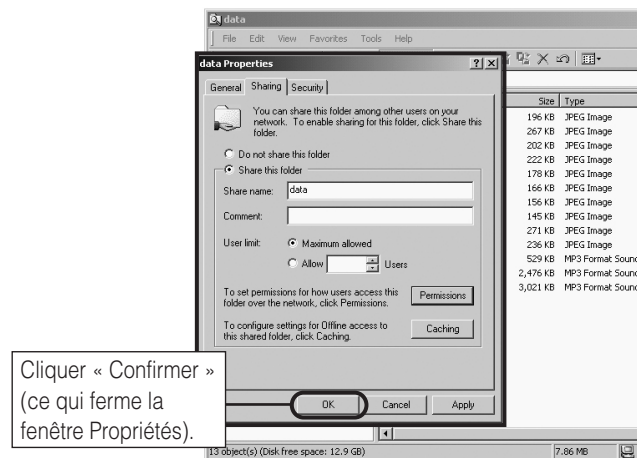 data
File Edit View Favorites Tools Help
data Properties
General Sharing Security
You can share this folder among other users on your
network. To enable sharing for this folder, click Share this
folder.
Do not share this folder
Share this folder
Share name: data
Comment:
User limit: Maximum allowed
Allow Users
To set permissions for how users access this
folder over the network, click Permissions.
Permissions
To configure settings for Offline access to
this shared folder, click Caching.
Caching
OK Cancel Apply
Size Type
196 KB JPEG Image
267 KB JPEG Image
202 KB JPEG Image
222 KB JPEG Image
178 KB JPEG Image
166 KB JPEG Image
156 KB JPEG Image
145 KB JPEG Image
271 KB JPEG Image
236 KB JPEG Image
529 KB MP3 Format Sound
2,476 KB MP3 Format Sound
3,021 KB MP3 Format Sound
Cliquer « Confirmer »
(ce qui ferme la
fenêtre Propriétés).
13 object(s) (Disk free space: 12.9 GB) 7.86 MB